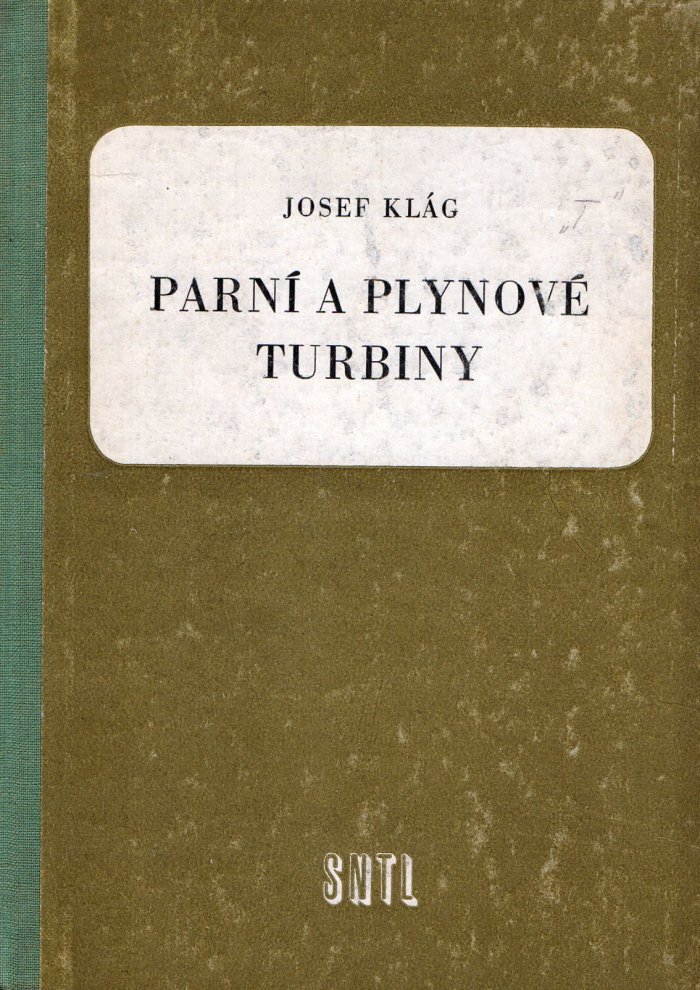 JOSEF KLÁG
„I"
PARNÍ A PLYNOVÉ
TURBINY
SNTL